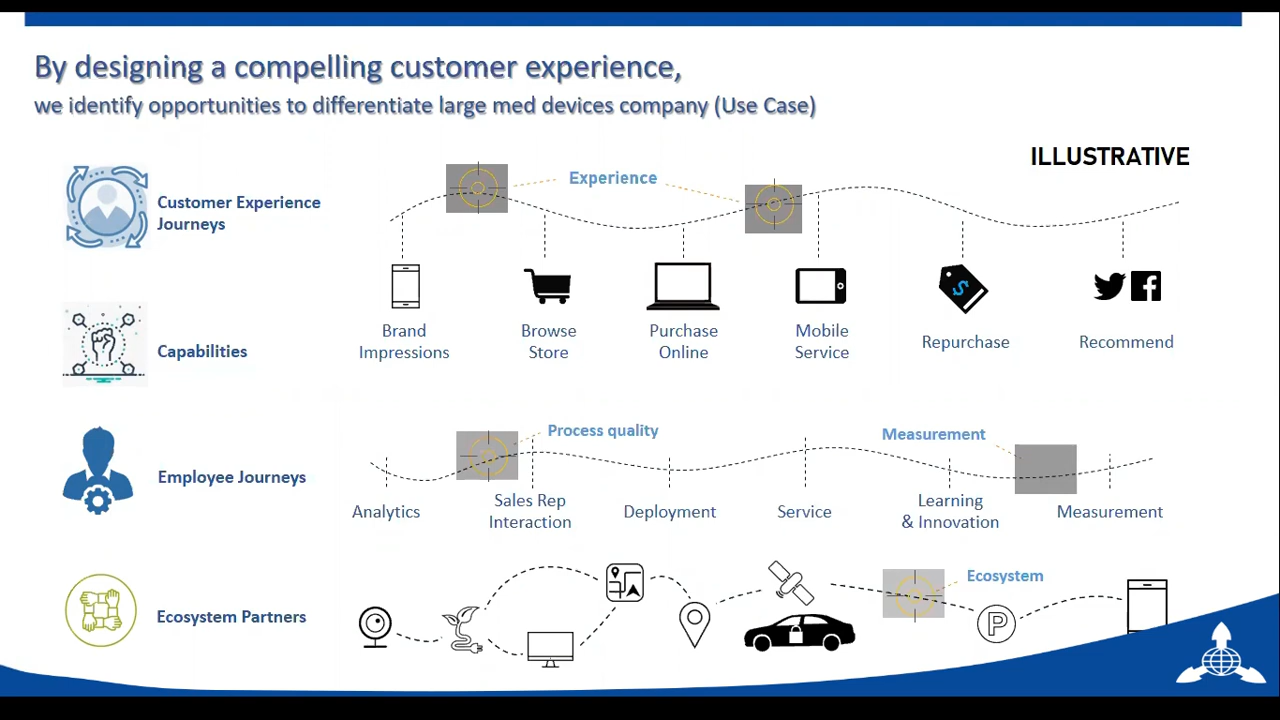 By designing a compelling customer experience,
we identify opportunities to differentiate large med devices company (Use Case)
ILLUSTRATIVE
Customer Experience
Journeys
Experience
Capabilities
Brand
Impressions
Browse
Store
Purchase
Online
$
Mobile
Service
Repurchase
Recommend
Employee Journeys
Process quality
Measurement
Analytics
Sales Rep
Interaction
Deployment
Service
Learning
& Innovation
Measurement
Ecosystem Partners
Ecosystem
P